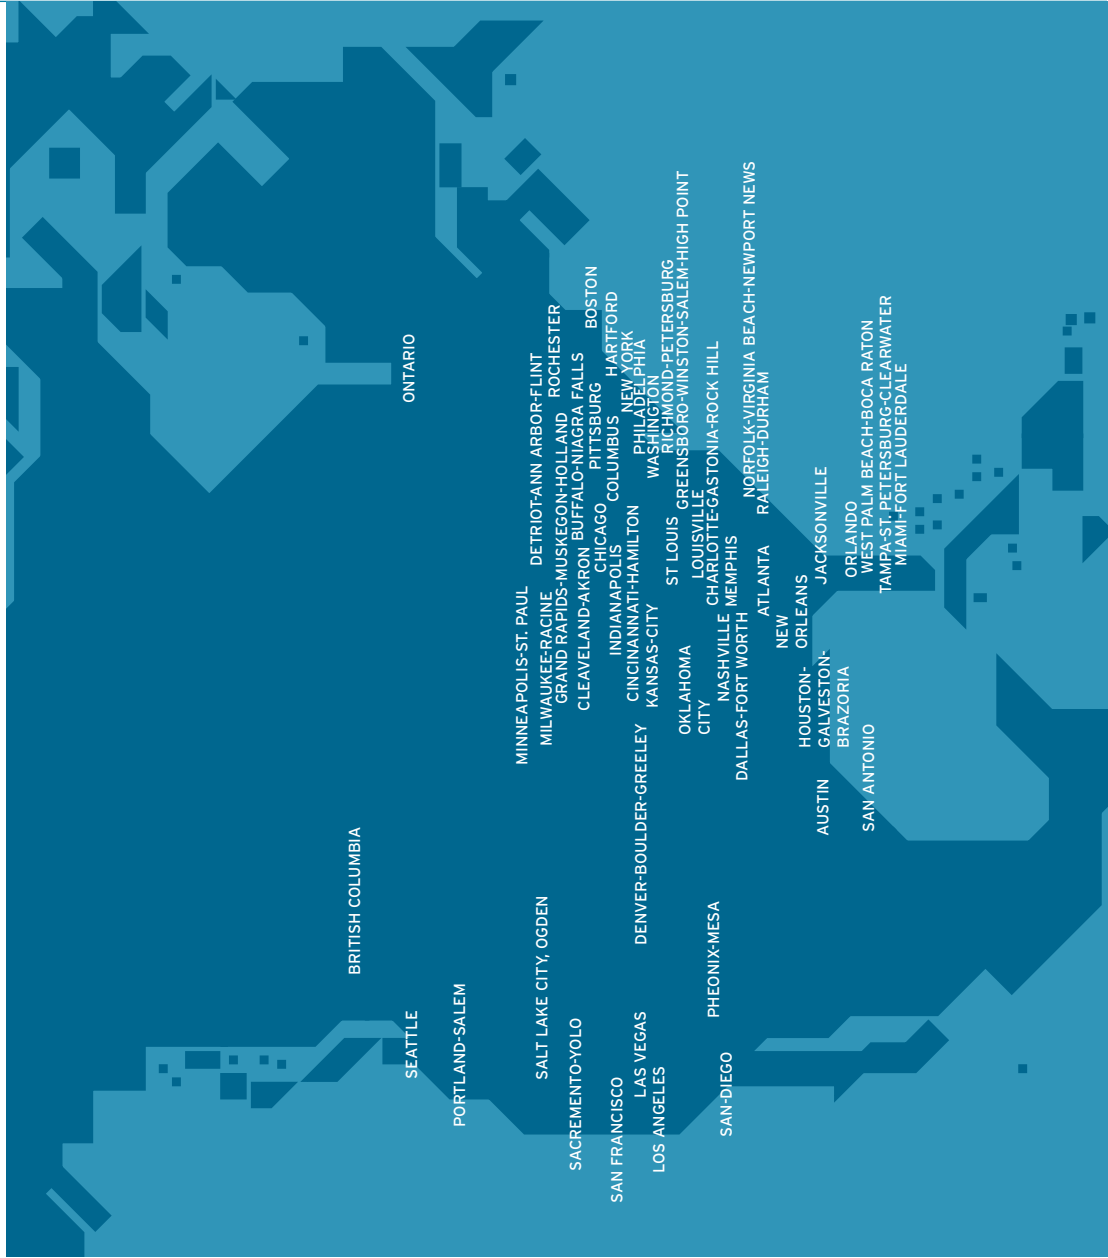 BRITISH COLUMBIA
ONTARIO
SEATTLE
PORTLAND-SALEM
MINNEAPOLIS-ST. PAUL
DETRIOT-ANN ARBOR-FLINT
SALT LAKE CITY, OGDEN
MILWAUKEE-RACINE
ROCHESTER
GRAND RAPIDS-MUSKEGON-HOLLAND
SACREMENTO-YOLO
CLEAVELAND-AKRON
BUFFALO-NIAGRA FALLS
BOSTON
CHICAGO
PITTSBURG
SAN FRANCISCO
INDIANAPOLIS
COLUMBUS
HARTFORD
CINCINANNATI-HAMILTON
NEW YORK
LAS VEGAS
DENVER-BOULDER-GREELEY
PHILADELPHIA
LOS ANGELES
KANSAS-CITY
WASHINGTON
RICHMOND-PETERSBURG
ST LOUIS
GREENSBORO-WINSTON-SALEM-HIGH POINT
OKLAHOMA
CITY
LOUISVILLE
PHEONIX-MESA
CHARLOTTE-GASTONIA-ROCK HILL
SAN-DIEGO
NASHVILLE
MEMPHIS
DALLAS-FORT WORTH
NORFOLK-VIRGINIA BEACH-NEWPORT NEWS
ATLANTA
RALEIGH-DURHAM
NEW
ORLEANS
HOUSTON-
GALVESTON-
BRAZORIA
AUSTIN
JACKSONVILLE
ORLANDO
SAN ANTONIO
WEST PALM BEACH-BOCA RATON
TAMPA-ST. PETERSBURG-CLEARWATER
MIAMI-FORT LAUDERDALE